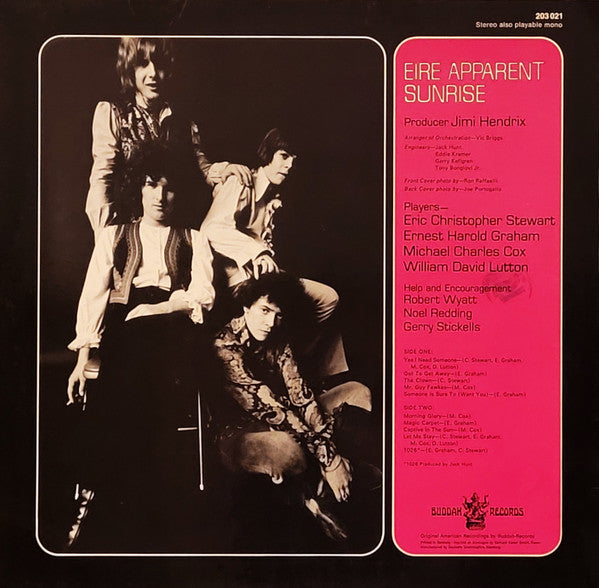 203 021
Stereo also playable mono
EIRE APPARENT
SUNRISE
Producer Jimi Hendrix
Arranger of Orchestration—Vic Briggs
Engineers—Jack Hunt
Eddie Kramer
Garry Eallgren
Tony Bongiovi Jr.
Front Cover photo by—Ron Raffaelli
Back Cover photo by—Joe Portogallo
Players—
Eric Christopher Stewart
Ernest Harold Graham
Michael Charles Cox
William David Lutton
Help and Encouragement
Robert Wyatt
Noel Redding
Gerry Stickells
SIDE ONE:
Yes I Need Someone—(C. Stewart, E. Graham,
M. Cox, D. Lutton)
Got To Get Away—(E. Graham)
The Clown—(C. Stewart)
Mr. Guy Fawkes—(M. Cox)
Someone is Sure To (Want You)—(E. Graham)
SIDE TWO:
Morning Glory—(M. Cox)
Magic Carpet—(E. Graham)
Captive In The Sun—(M. Cox)
Let Me Stay—(C. Stewart, E. Graham,
M. Cox, D. Lutton)
1026*—(E. Graham, C. Stewart)
*1026 Produced by Jack Hunt
BUDDAH RECORDS
Original American Recordings by Buddah-Records